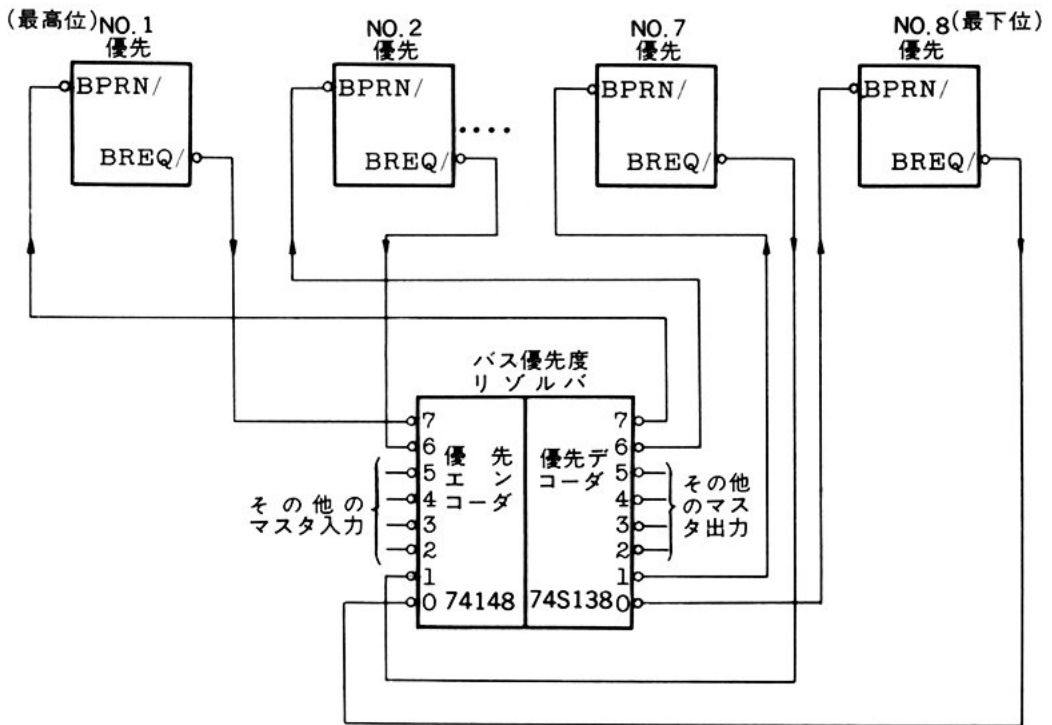 (最高位)NO.1
優先
NO.2
優先
NO.7
優先
NO.8(最下位)
優先
BPRN/
BREQ/
BPRN/
BREQ/
....
BPRN/
BREQ/
BPRN/
BREQ/
バス優先度
リゾルバ
7
6
5
4
3
2
1
0
優先
エン
コーダ
74148
優先デ
コーダ
74S138
7
6
5
4
3
2
1
0
その他の
マスタ入力
その他
のマス
タ出力